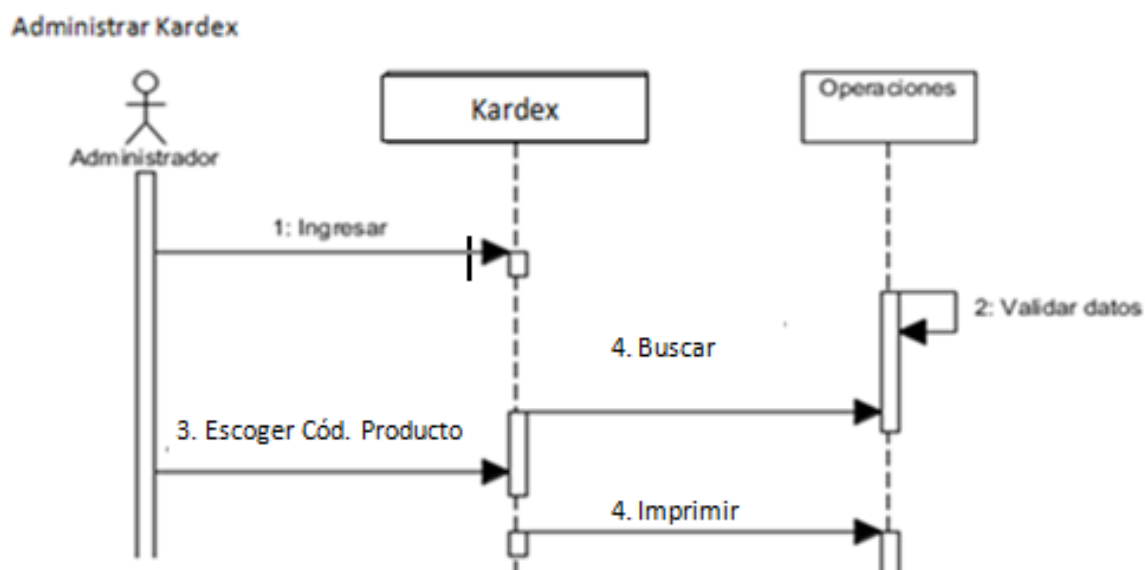 Administrar Kardex
Kardex
Operaciones
Administrador
1: Ingresar
2: Validar datos
4. Buscar
3. Escoger Cód. Producto
4. Imprimir